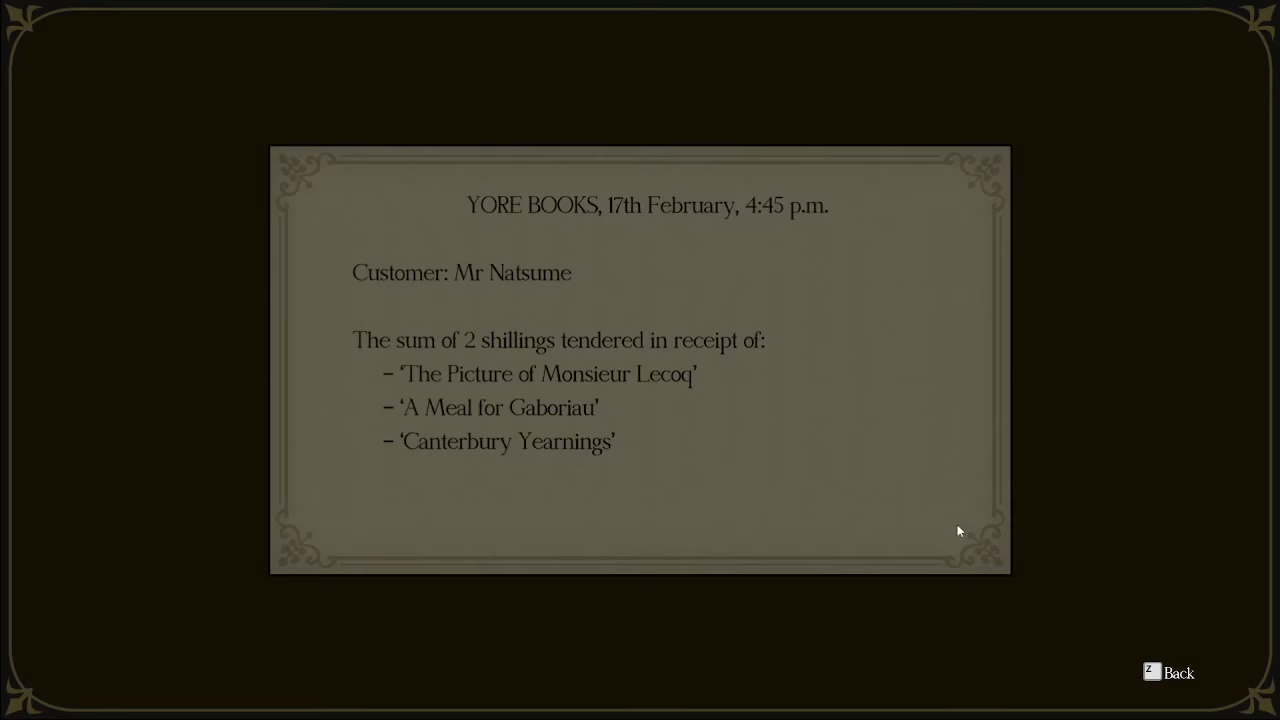 YORE BOOKS, 17th February, 4:45 p.m.
Customer: Mr Natsume
The sum of 2 shillings tendered in receipt of:
– ‘The Picture of Monsieur Lecoq’
– ‘A Meal for Gaboriau’
– ‘Canterbury Yearnings’
Z Back